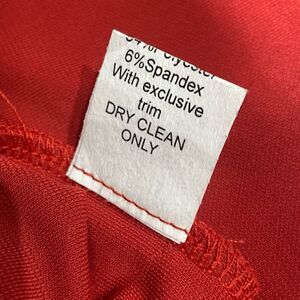 6%Spandex
With exclusive
trim
DRY CLEAN
ONLY